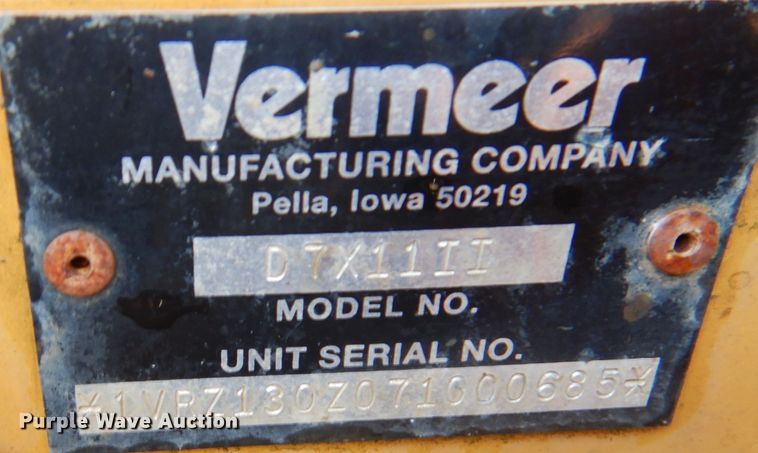 Vermeer
MANUFACTURING COMPANY
Pella, Iowa 50219
D7X11II
MODEL NO.
UNIT SERIAL NO.
*1VRZ130Z071000685*
Purple Wave Auction